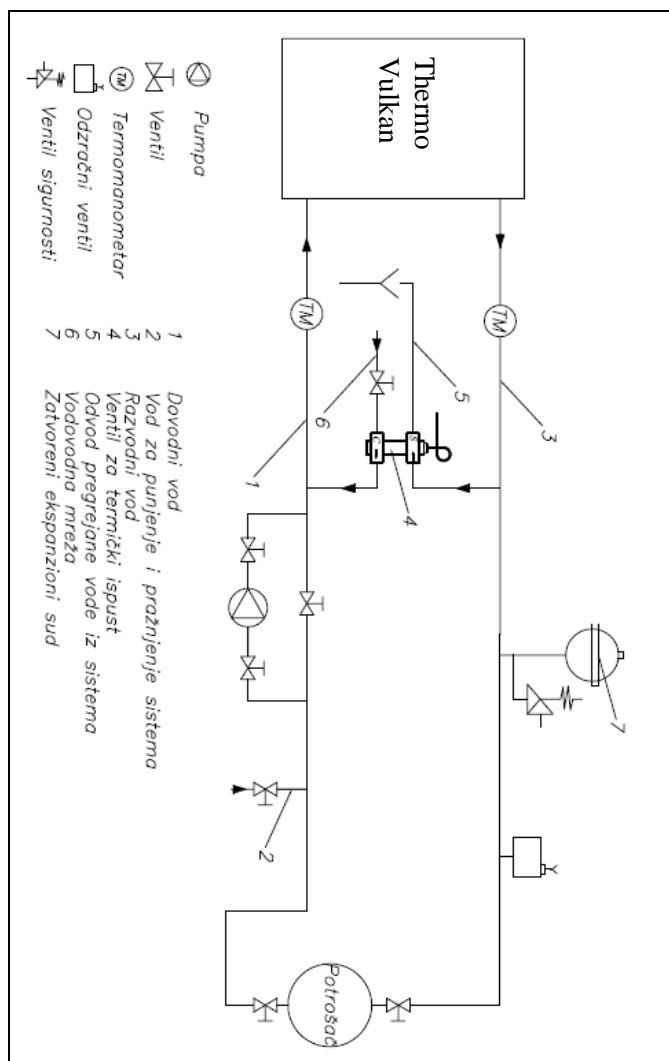 Thermo
Vulkan
TM
TM
3
5
6
S
C
4
1
7
2
Potrošač
Pumpa
Ventil
TM Termomanometar
Odzračni ventil
Ventil sigurnosti
1 Dovodni vod
2 Vod za punjenje i pražnjenje sistema
3 Razvodni vod
4 Ventil za termički ispust
5 Odvod pregrejane vode iz sistema
6 Vodovodna mreža
7 Zatvoreni ekspanzioni sud